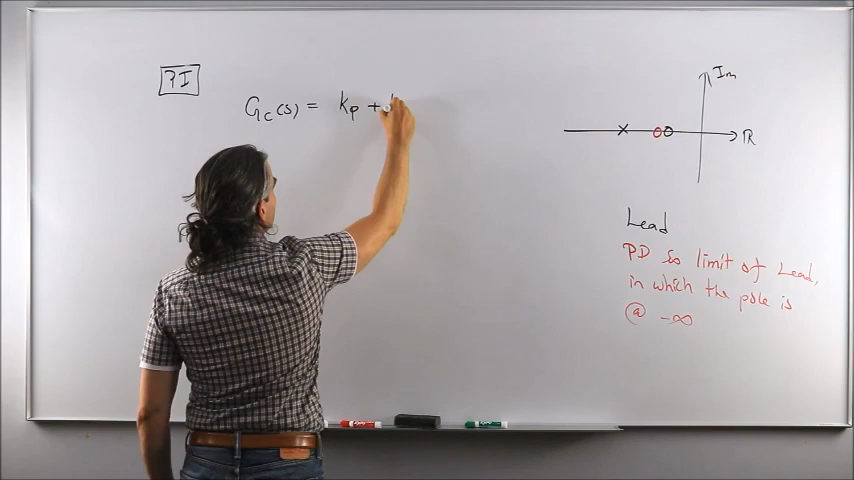 PI
Gc(s) = kp +
Im
R
Lead
PD is limit of Lead,
in which the pole is
@ -∞